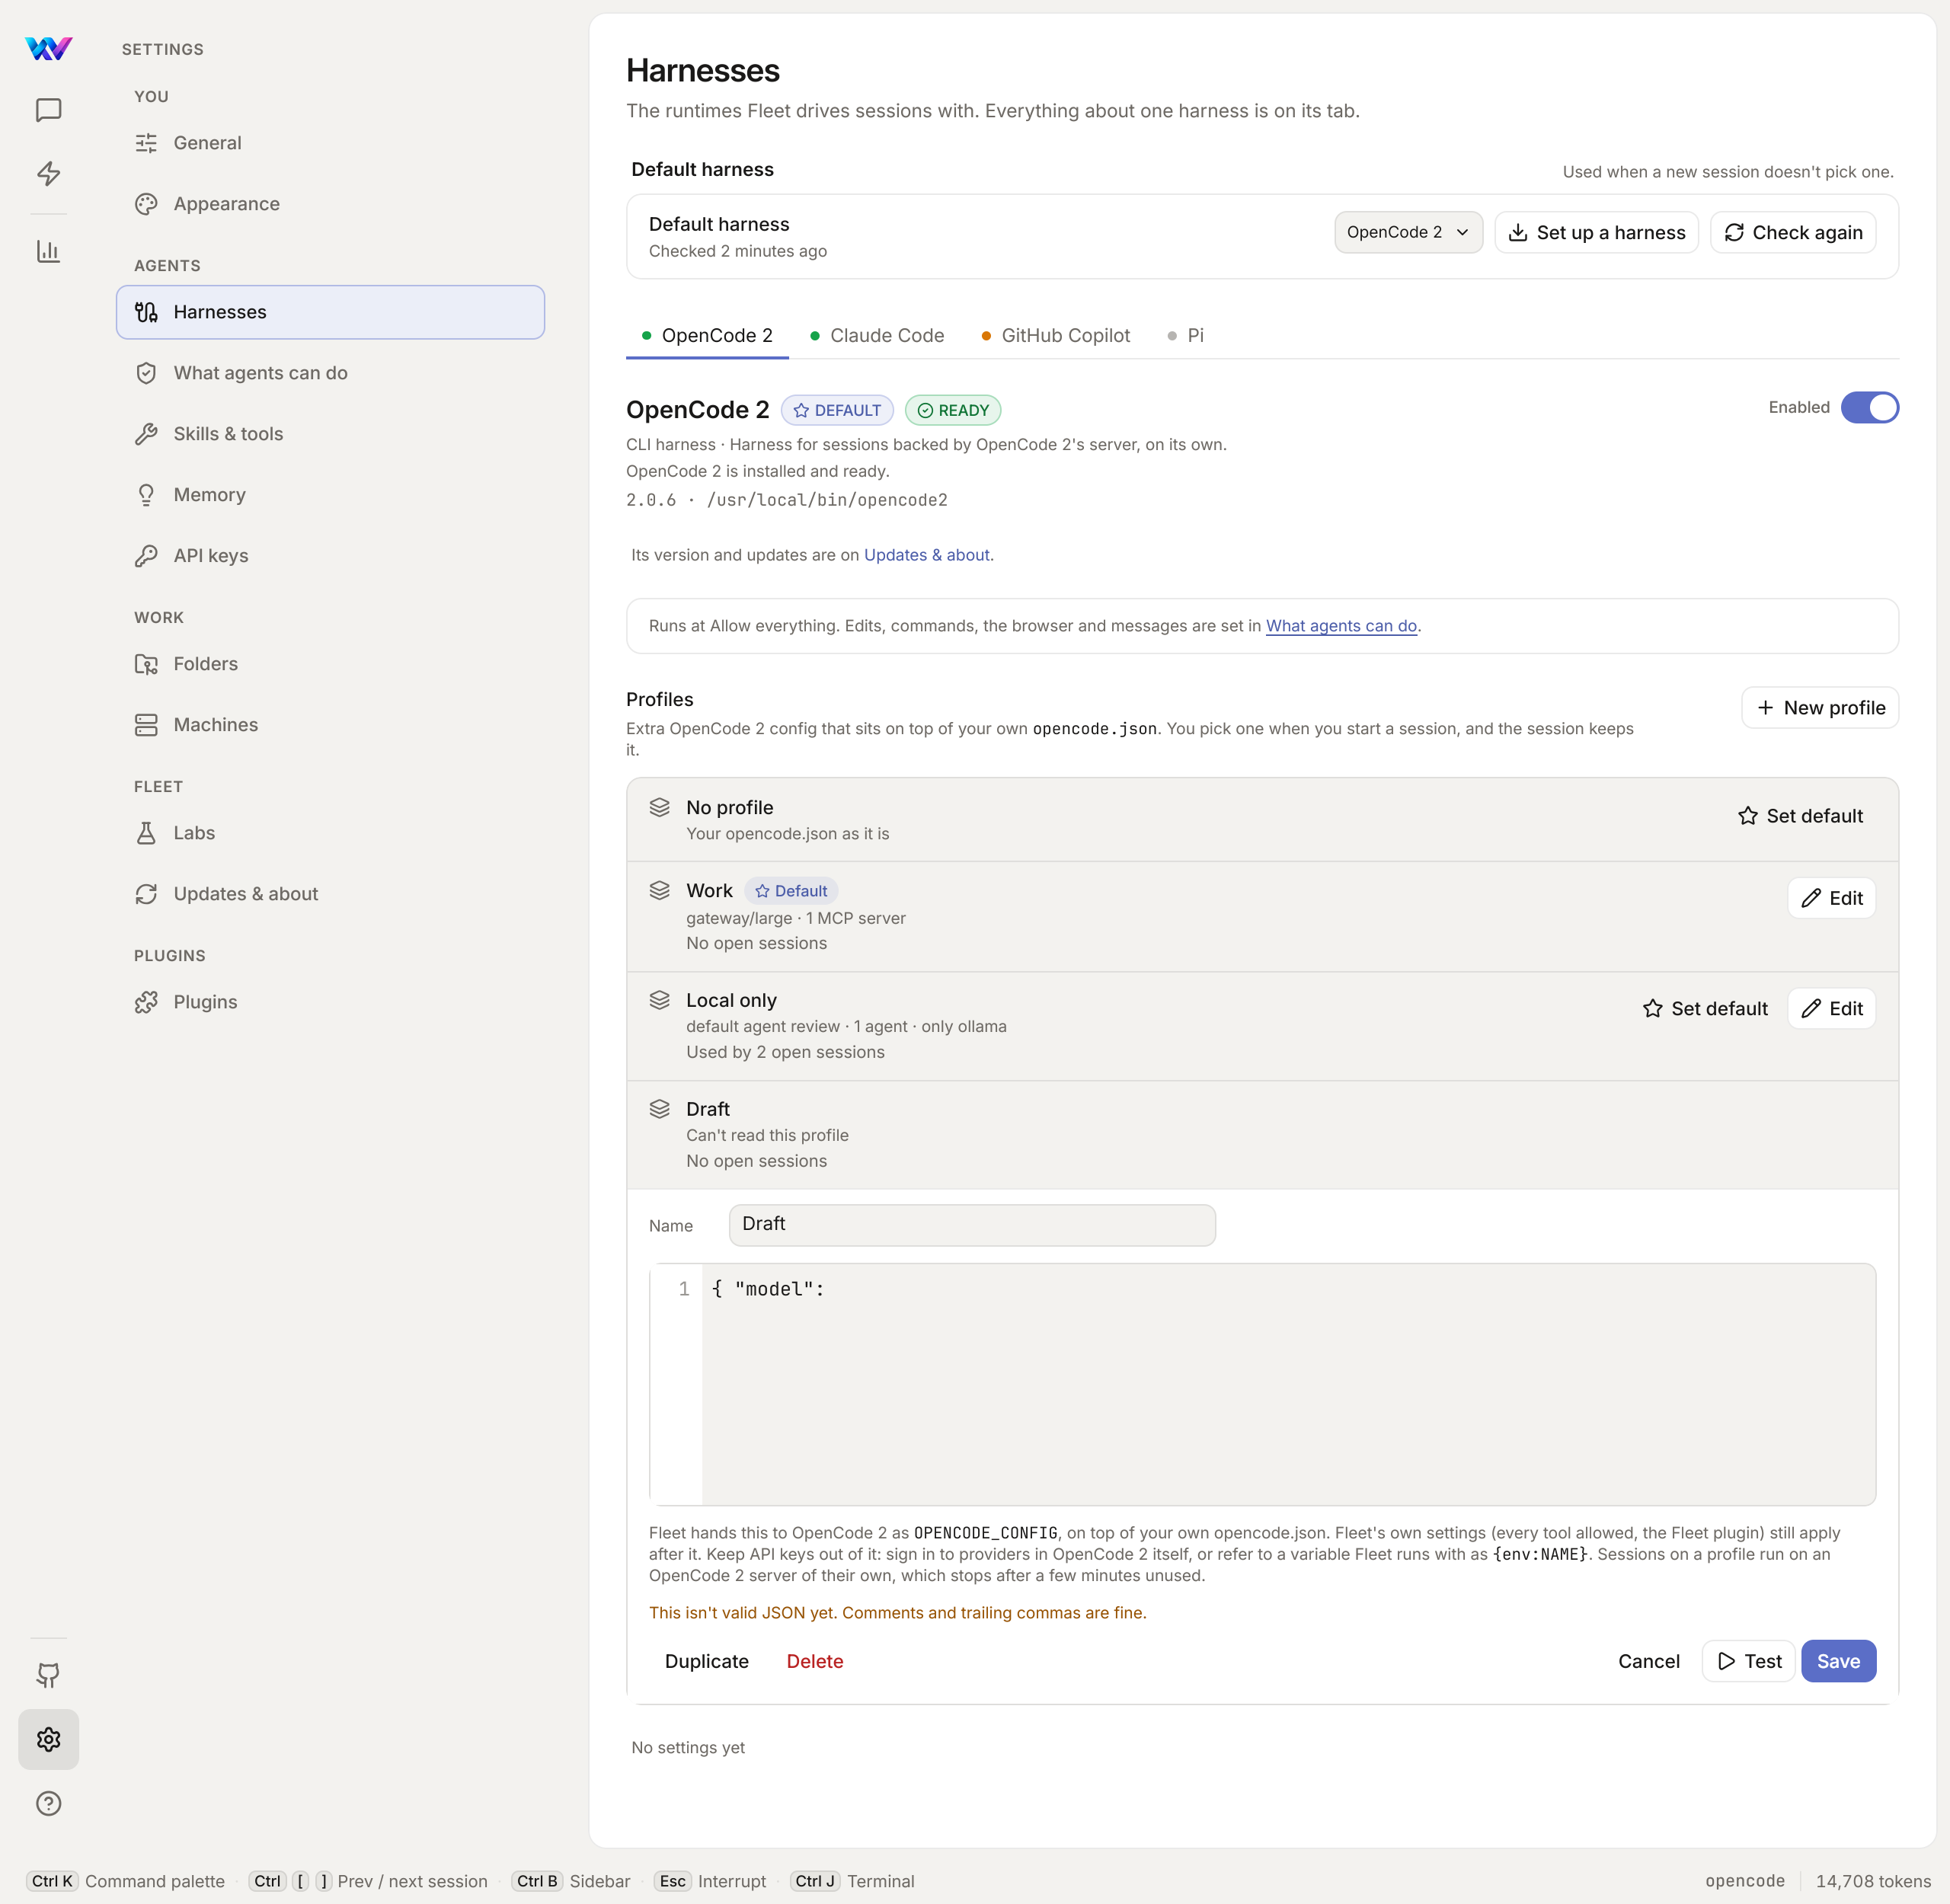 SETTINGS
YOU
General
Appearance
AGENTS
Harnesses
What agents can do
Skills & tools
Memory
API keys
WORK
Folders
Machines
FLEET
Labs
Updates & about
PLUGINS
Plugins
Harnesses
The runtimes Fleet drives sessions with. Everything about one harness is on its tab.
Default harness
Used when a new session doesn't pick one.
Default harness
Checked 2 minutes ago
OpenCode 2
Set up a harness
Check again
OpenCode 2
Claude Code
GitHub Copilot
Pi
OpenCode 2
DEFAULT
READY
Enabled
CLI harness · Harness for sessions backed by OpenCode 2's server, on its own.
OpenCode 2 is installed and ready.
2.0.6 · /usr/local/bin/opencode2
Its version and updates are on Updates & about.
Runs at Allow everything. Edits, commands, the browser and messages are set in What agents can do.
Profiles
New profile
Extra OpenCode 2 config that sits on top of your own opencode.json. You pick one when you start a session, and the session keeps
it.
No profile
Your opencode.json as it is
Set default
Work
Default
gateway/large · 1 MCP server
No open sessions
Edit
Local only
default agent review · 1 agent · only ollama
Used by 2 open sessions
Set default
Edit
Draft
Can't read this profile
No open sessions
Name
Draft
1
{ "model":
Fleet hands this to OpenCode 2 as OPENCODE_CONFIG, on top of your own opencode.json. Fleet's own settings (every tool allowed, the Fleet plugin) still apply
after it. Keep API keys out of it: sign in to providers in OpenCode 2 itself, or refer to a variable Fleet runs with as {env:NAME}. Sessions on a profile run on an
OpenCode 2 server of their own, which stops after a few minutes unused.
This isn't valid JSON yet. Comments and trailing commas are fine.
Duplicate
Delete
Cancel
Test
Save
No settings yet
Ctrl K Command palette
Ctrl [ ] Prev / next session
Ctrl B Sidebar
Esc Interrupt
Ctrl J Terminal
opencode
14,708 tokens